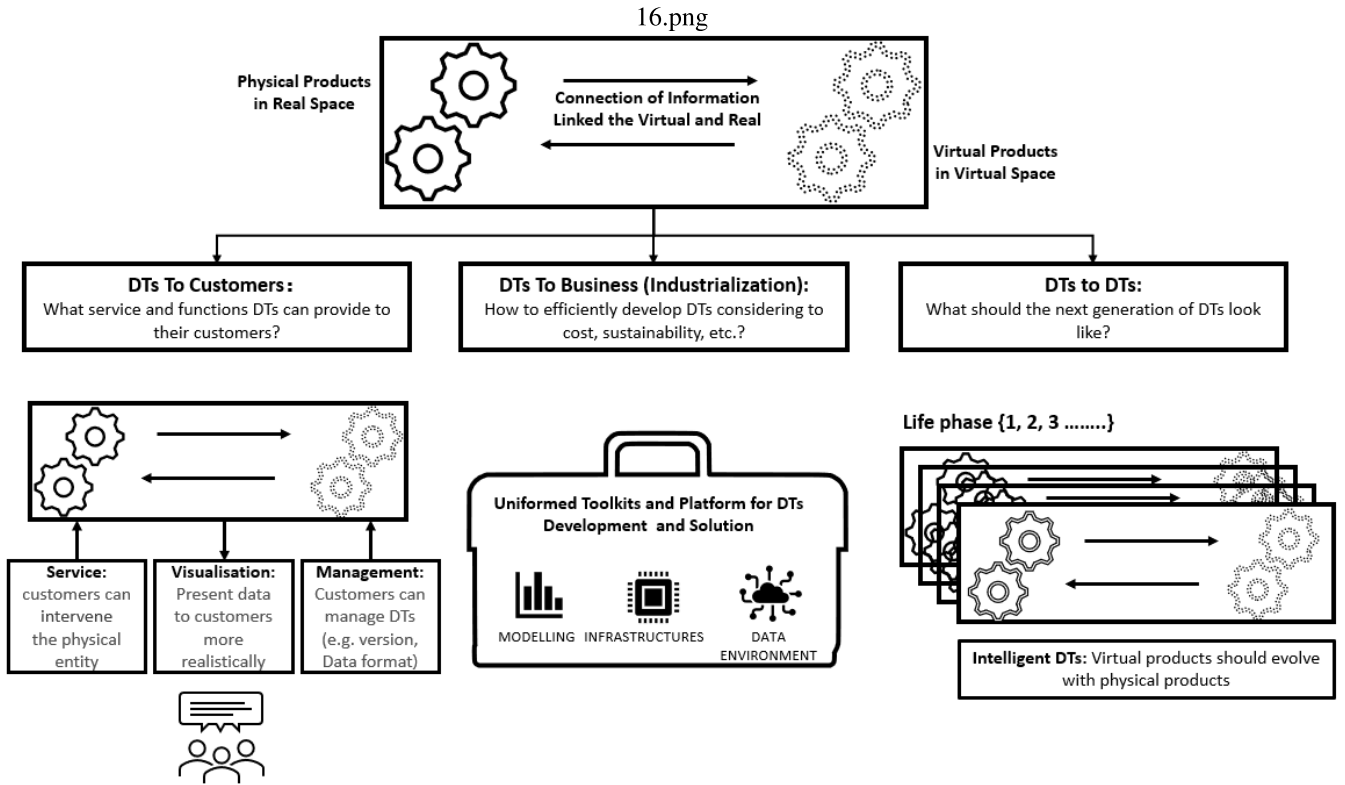 16.png
Physical Products
in Real Space
Connection of Information
Linked the Virtual and Real
Virtual Products
in Virtual Space
DTs To Customers:
What service and functions DTs can provide to
their customers?
DTs To Business (Industrialization):
How to efficiently develop DTs considering to
cost, sustainability, etc.?
DTs to DTs:
What should the next generation of DTs look
like?
Service:
customers can
intervene
the physical
entity
Visualisation:
Present data
to customers
more
realistically
Management:
Customers can
manage DTs
(e.g. version,
Data format)
Uniformed Toolkits and Platform for DTs
Development and Solution
MODELLING
INFRASTRUCTURES
DATA
ENVIRONMENT
Life phase {1, 2, 3 ........}
Intelligent DTs: Virtual products should evolve
with physical products